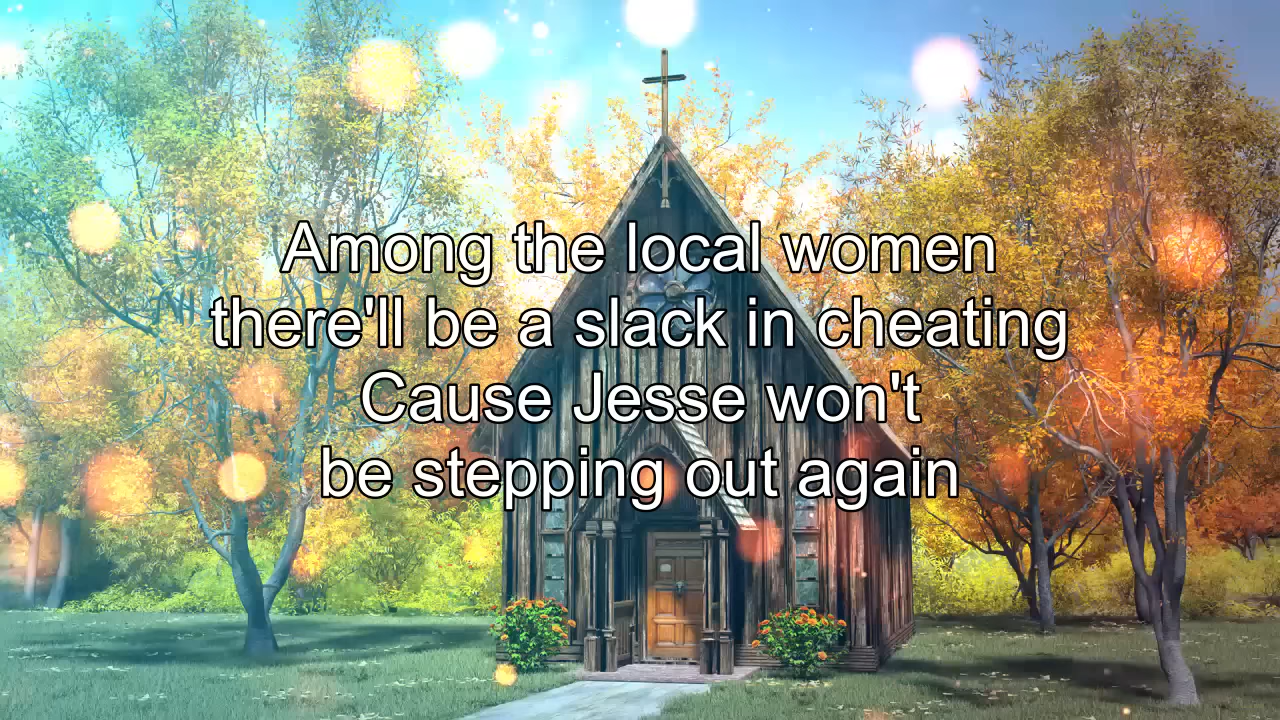 Among the local women
there'll be a slack in cheating
Cause Jesse won't
be stepping out again